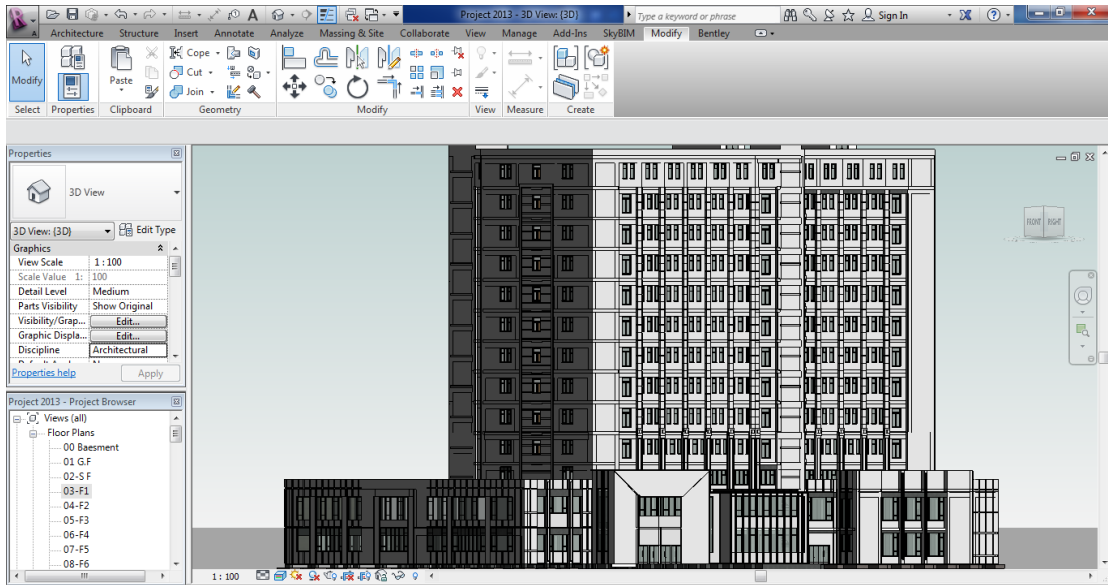 Project 2013 - 3D View: {3D}
Type a keyword or phrase
Sign In
Architecture Structure Insert Annotate Analyze Massing & Site Collaborate View Manage Add-Ins SkyBIM Modify Bentley
Modify
Paste
Cope
Cut
Join
Select Properties Clipboard Geometry Modify View Measure Create
Properties
3D View
3D View: {3D} Edit Type
Graphics
View Scale 1 : 100
Scale Value 1: 100
Detail Level Medium
Parts Visibility Show Original
Visibility/Grap... Edit...
Graphic Displa... Edit...
Discipline Architectural
Properties help Apply
FRONT RIGHT
Project 2013 - Project Browser
Views (all)
Floor Plans
00 Baesment
01 G.F
02-S F
03-F1
04-F2
05-F3
06-F4
07-F5
08-F6
1 : 100